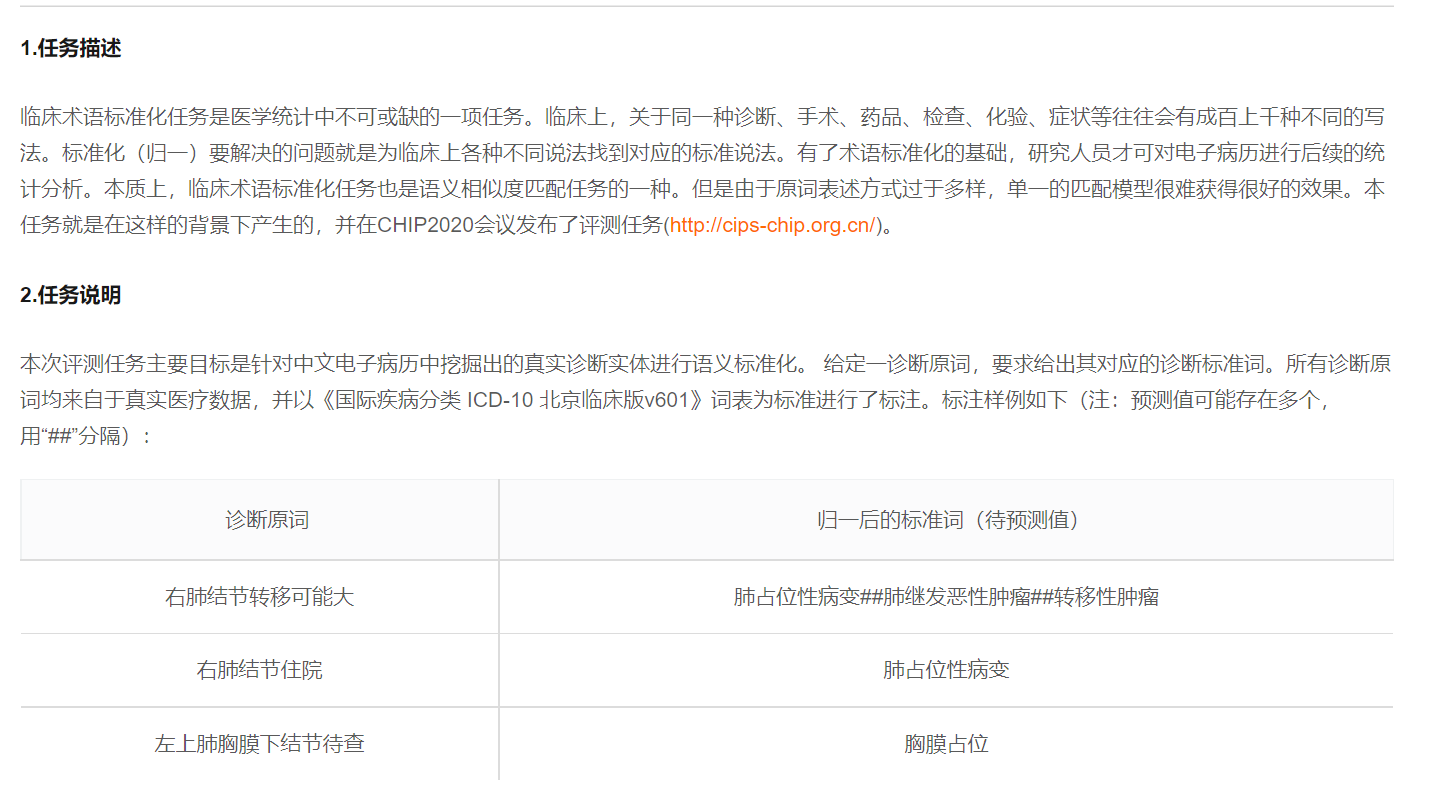 1.任务描述
临床术语标准化任务是医学统计中不可或缺的一项任务。临床上，关于同一种诊断、手术、药品、检查、化验、症状等往往会有成百上千种不同的写
法。标准化（归一）要解决的问题就是为临床上各种不同说法找到对应的标准说法。有了术语标准化的基础，研究人员才可对电子病历进行后续的统
计分析。本质上，临床术语标准化任务也是语义相似度匹配任务的一种。但是由于原词表述方式过于多样，单一的匹配模型很难获得很好的效果。本
任务就是在这样的背景下产生的，并在CHIP2020会议发布了评测任务(http://cips-chip.org.cn/)。
2.任务说明
本次评测任务主要目标是针对中文电子病历中挖掘出的真实诊断实体进行语义标准化。 给定一诊断原词，要求给出其对应的诊断标准词。所有诊断原
词均来自于真实医疗数据，并以《国际疾病分类 ICD-10 北京临床版v601》词表为标准进行了标注。标注样例如下（注：预测值可能存在多个，
用“##”分隔）：
诊断原词 归一后的标准词（待预测值）
右肺结节转移可能大 肺占位性病变##肺继发恶性肿瘤##转移性肿瘤
右肺结节住院 肺占位性病变
左上肺胸膜下结节待查 胸膜占位